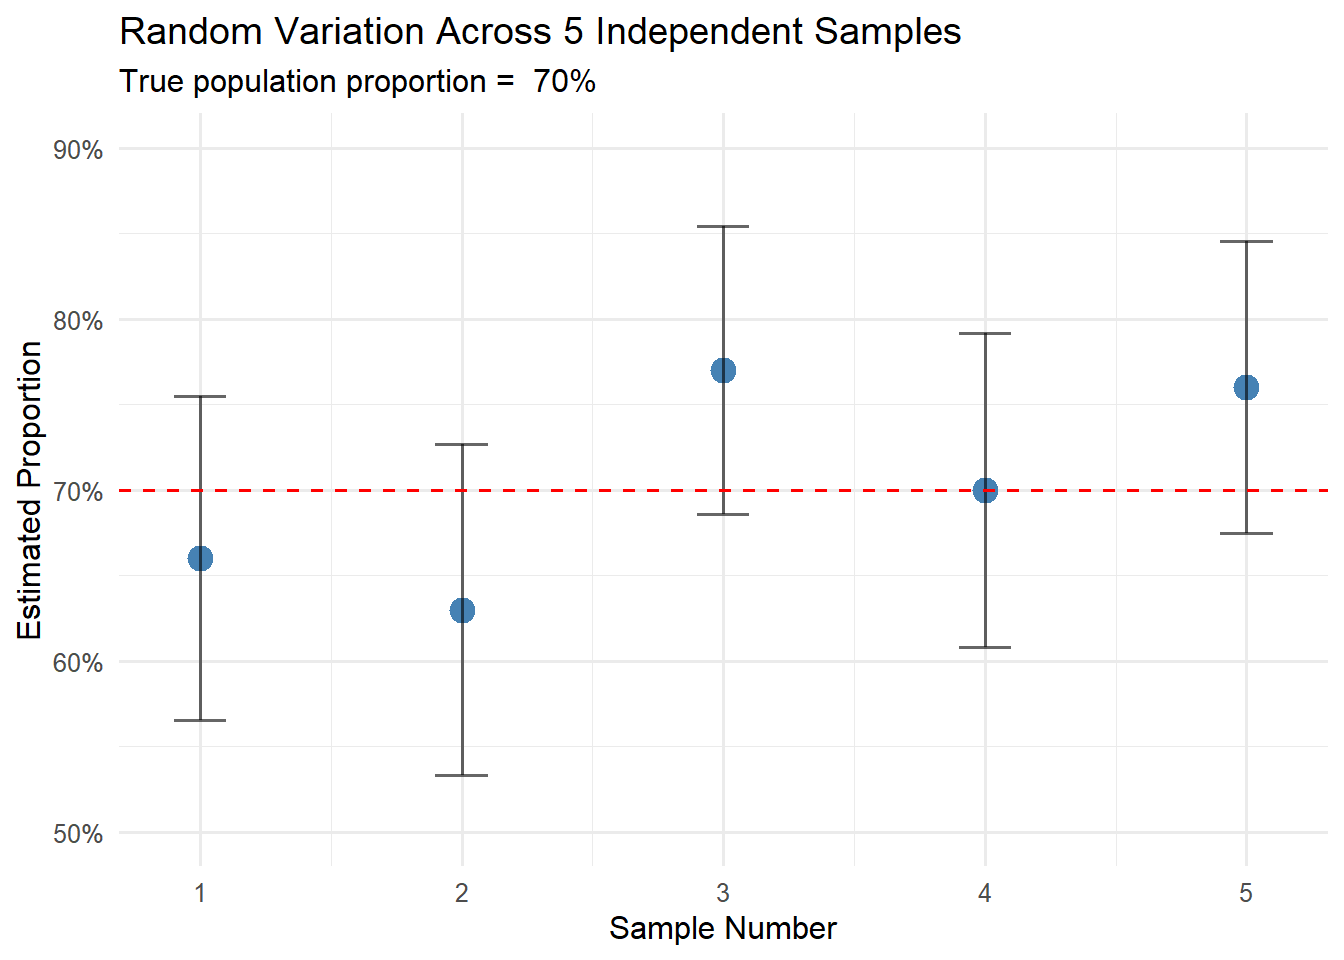 Random Variation Across 5 Independent Samples
True population proportion =  70%
90%
80%
70%
60%
50%
Estimated Proportion
1 2 3 4 5
Sample Number